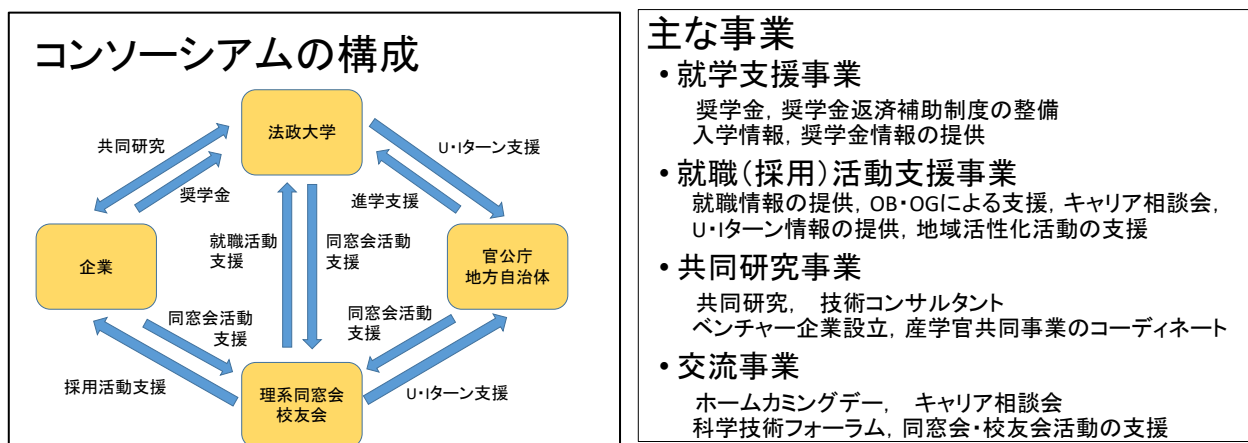 コンソーシアムの構成
法政大学
共同研究
U・Iターン支援
奨学金
進学支援
企業
就職活動
支援
同窓会活動
支援
官公庁
地方自治体
同窓会活動
支援
同窓会活動
支援
採用活動支援
理系同窓会
校友会
U・Iターン支援
主な事業
・就学支援事業
奨学金，奨学金返済補助制度の整備
入学情報，奨学金情報の提供
・就職（採用）活動支援事業
就職情報の提供，OB・OGによる支援，キャリア相談会，
U・Iターン情報の提供，地域活性化活動の支援
・共同研究事業
共同研究，　技術コンサルタント
ベンチャー企業設立，産学官共同事業のコーディネート
・交流事業
ホームカミングデー，　キャリア相談会
科学技術フォーラム，同窓会・校友会活動の支援